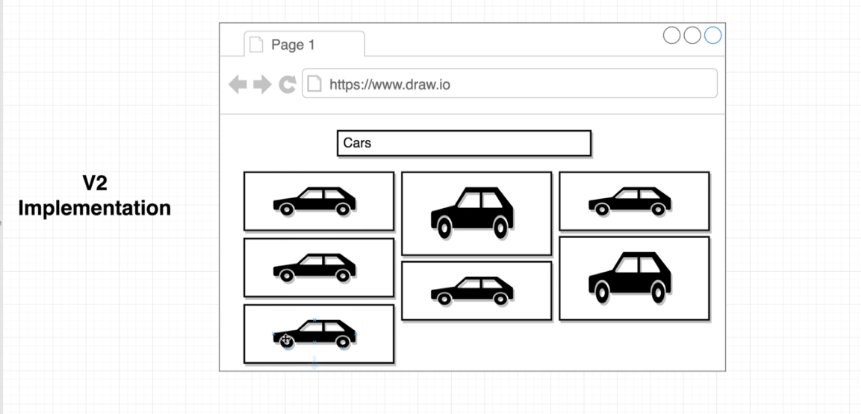 Page 1
https://www.draw.io
Cars
V2
Implementation